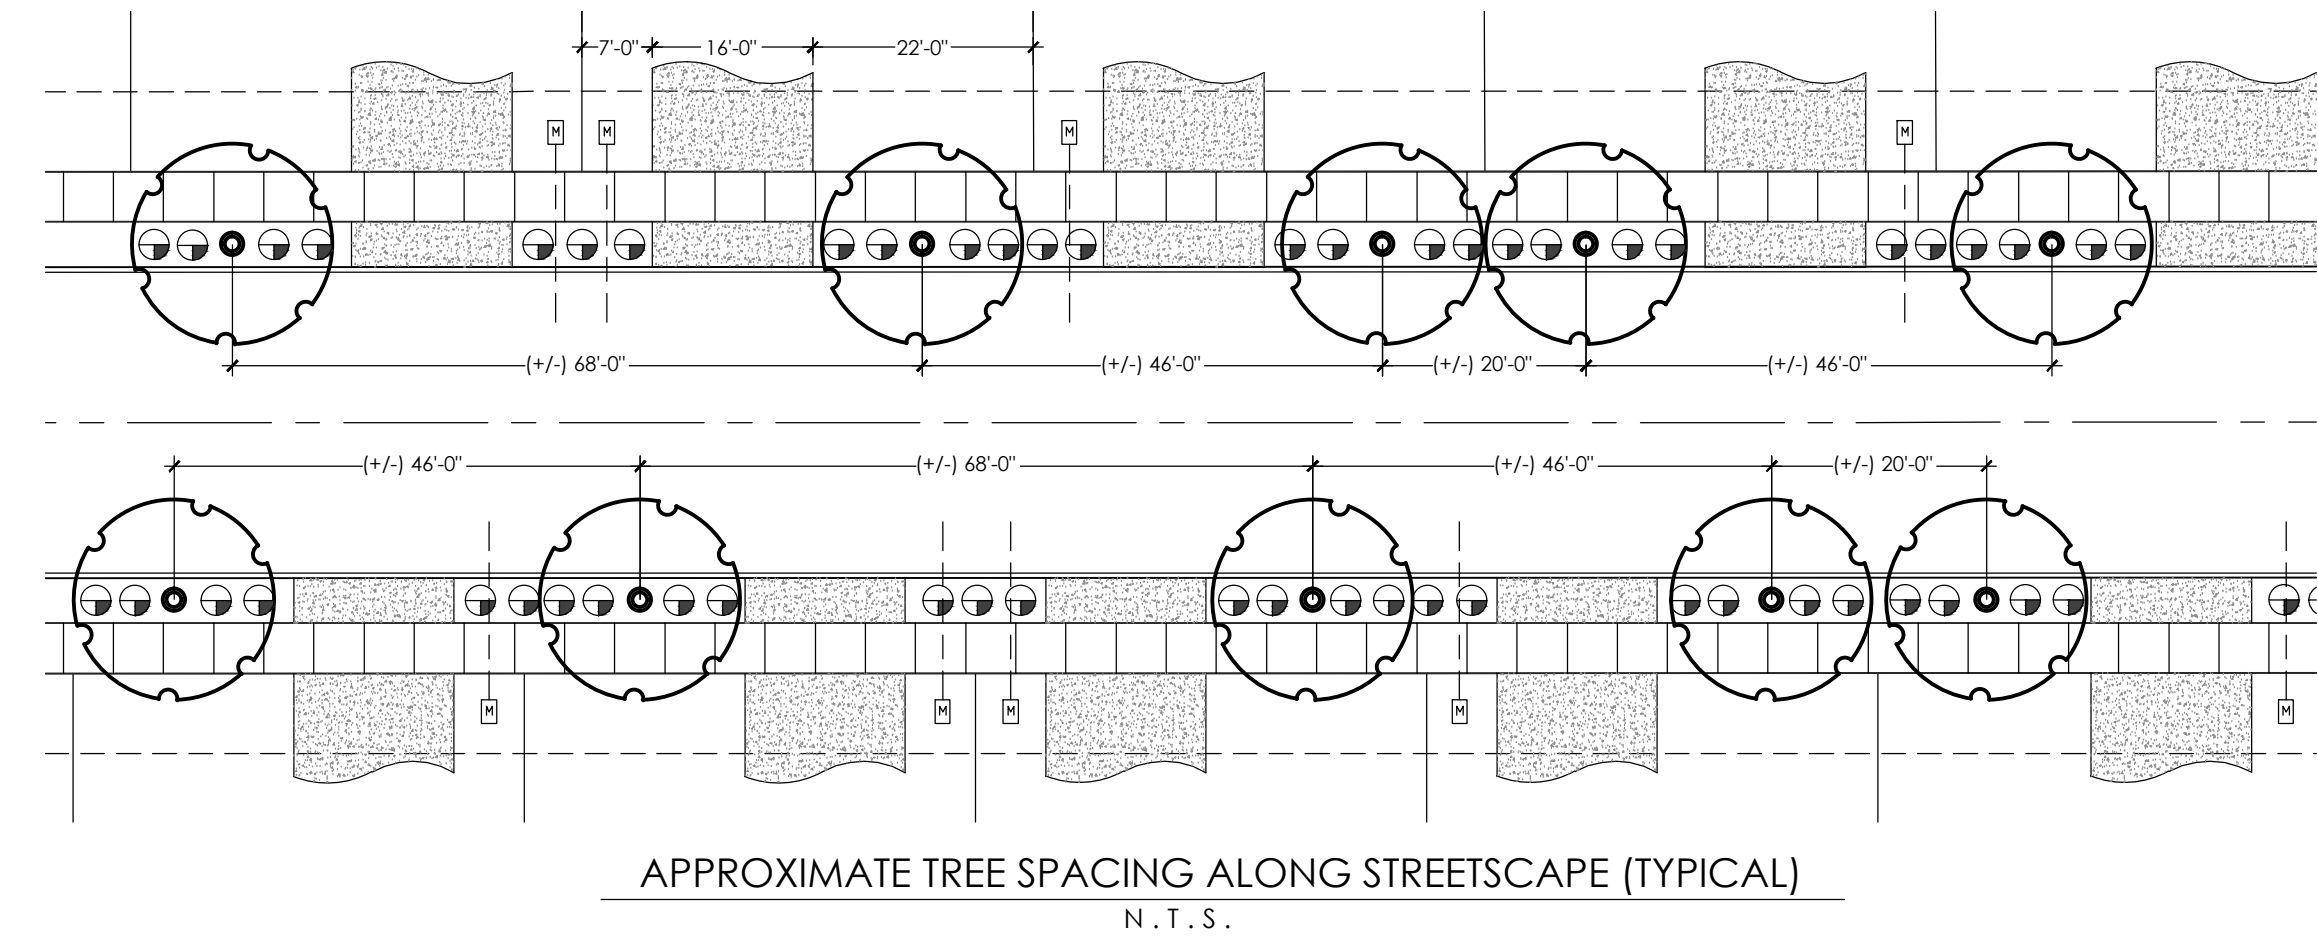 7'-0" 16'-0" 22'-0"
M M M M
(+/-) 68'-0" (+/-) 46'-0" (+/-) 20'-0" (+/-) 46'-0"
(+/-) 46'-0" (+/-) 68'-0" (+/-) 46'-0" (+/-) 20'-0"
M M M M M
APPROXIMATE TREE SPACING ALONG STREETSCAPE (TYPICAL)
N.T.S.